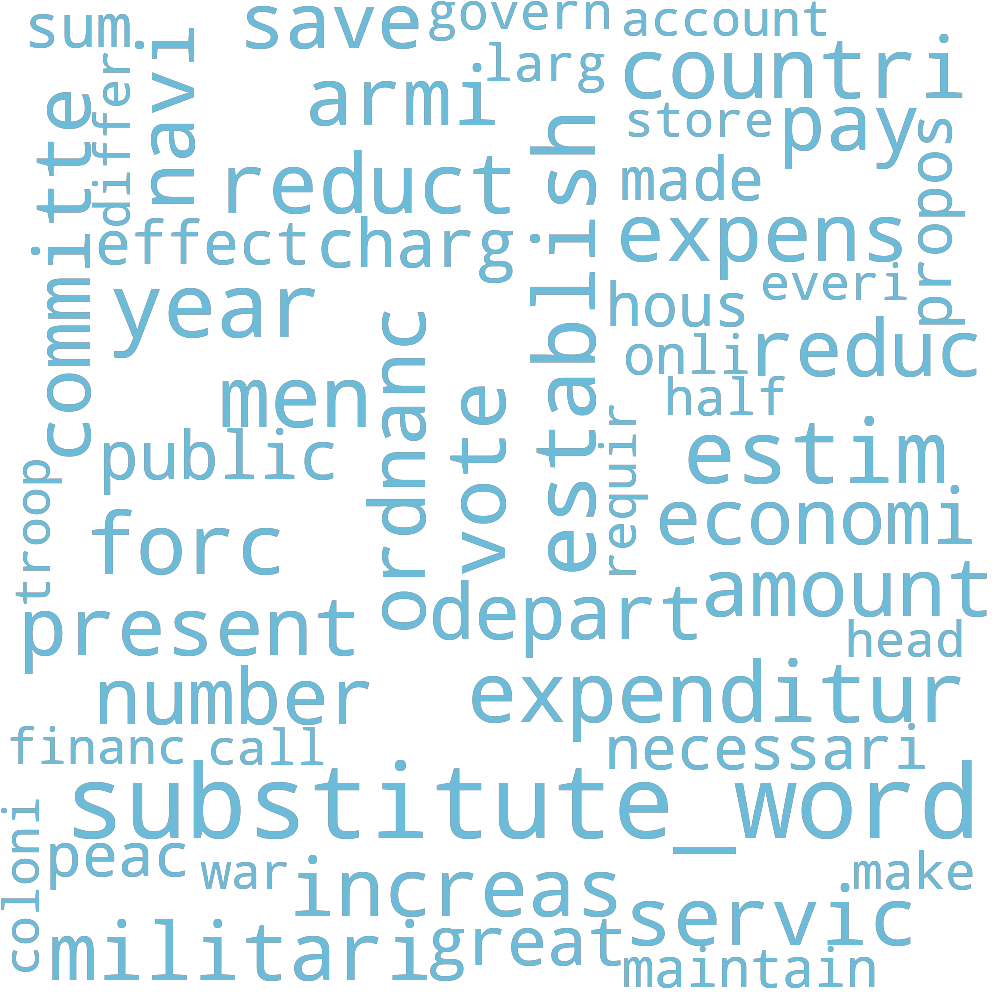 sum
save
govern
account
differ
navi
armi
larg
countri
store
pay
committe
reduct
establish
made
propos
effect
charg
expens
year
hous
everi
ordnanc
onli
reduc
men
vote
half
public
requir
estim
troop
forc
economi
present
depart
amount
head
number
expenditur
financ
call
necessari
substitute_word
coloni
peac
war
increas
make
militari
great
servic
maintain